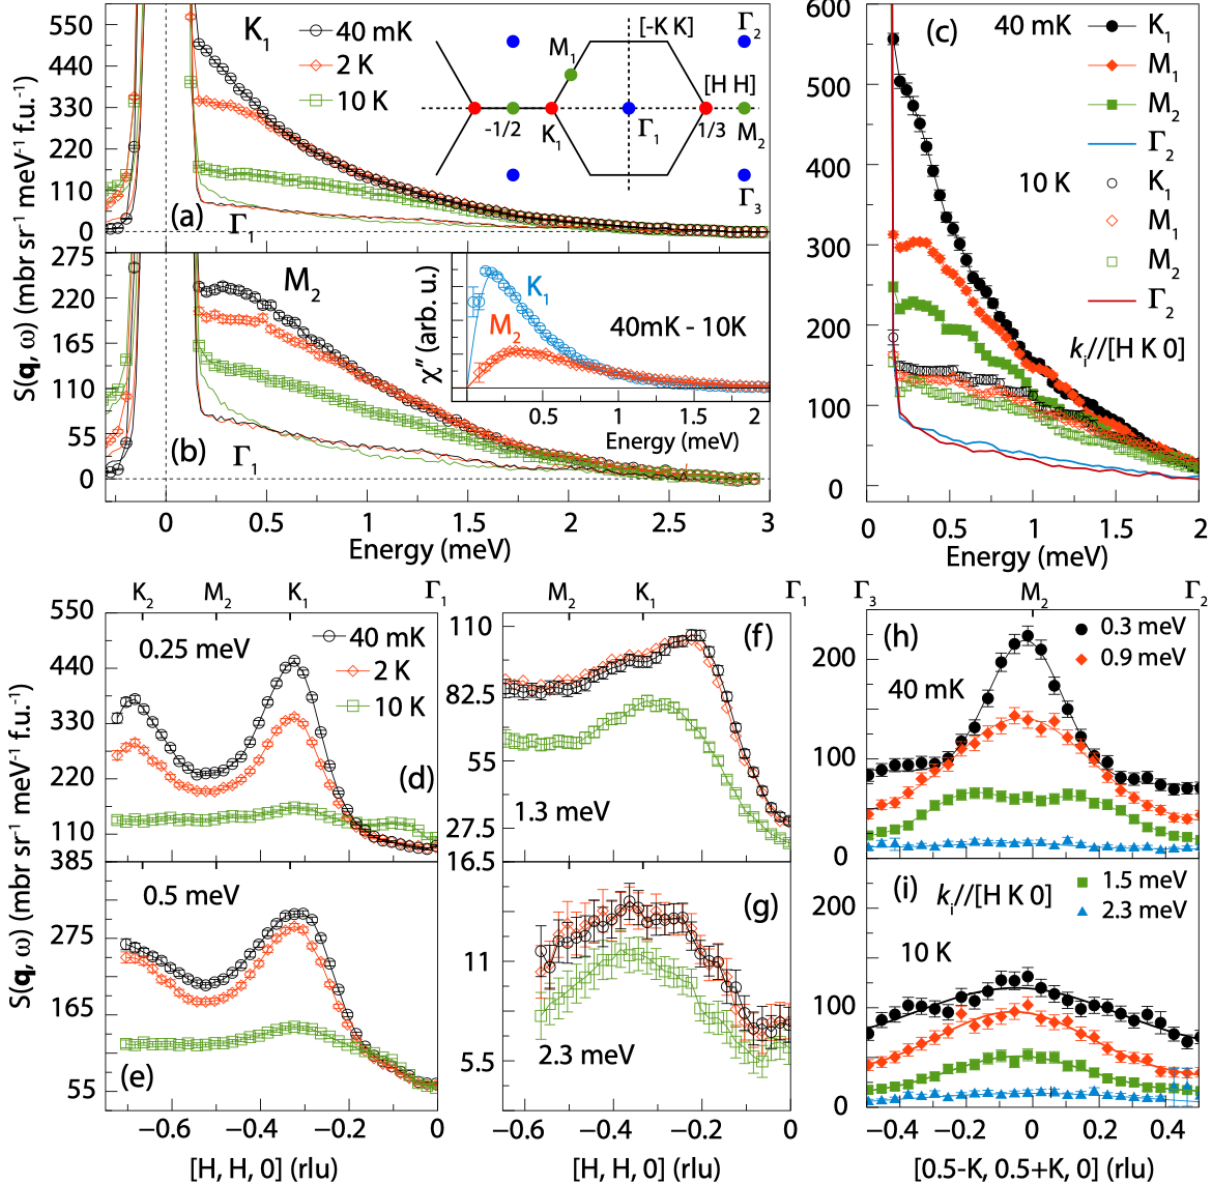 550
440
330
220
110
0
K₁
40 mK
2 K
10 K
(a)
Γ₁
M₁
[-K K]
Γ₂
[H H]
-1/2
K₁
Γ₁
1/3
M₂
Γ₃
275
220
165
110
55
0
S(q, ω) (mbr sr⁻¹ meV⁻¹ f.u.⁻¹)
M₂
(b)
Γ₁
χ″ (arb. u.)
K₁
M₂
40mK - 10K
0.5 1 1.5 2
Energy (meV)
0 0.5 1 1.5 2 2.5 3
Energy (meV)
600
500
400
300
200
100
0
(c)
40 mK
K₁
M₁
M₂
Γ₂
10 K
K₁
M₁
M₂
Γ₂
kᵢ//[H K 0]
0 0.5 1 1.5 2
Energy (meV)
K₂ M₂ K₁ Γ₁
550
440
330
220
110
0.25 meV
40 mK
2 K
10 K
(d)
385
275
165
55
S(q, ω) (mbr sr⁻¹ meV⁻¹ f.u.⁻¹)
0.5 meV
(e)
−0.6 −0.4 −0.2 0
[H, H, 0] (rlu)
M₂ K₁ Γ₁
110
82.5
55
27.5
(f)
1.3 meV
16.5
11
5.5
(g)
2.3 meV
−0.6 −0.4 −0.2 0
[H, H, 0] (rlu)
Γ₃ M₂ Γ₂
200
100
0
(h)
40 mK
0.3 meV
0.9 meV
200
100
0
(i)
kᵢ//[H K 0]
10 K
1.5 meV
2.3 meV
−0.4 −0.2 0 0.2 0.4
[0.5-K, 0.5+K, 0] (rlu)